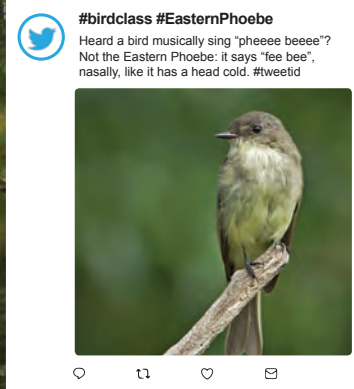 #birdclass #EasternPhoebe
Heard a bird musically sing “pheeee beeee”?
Not the Eastern Phoebe: it says “fee bee”,
nasally, like it has a head cold. #tweetid